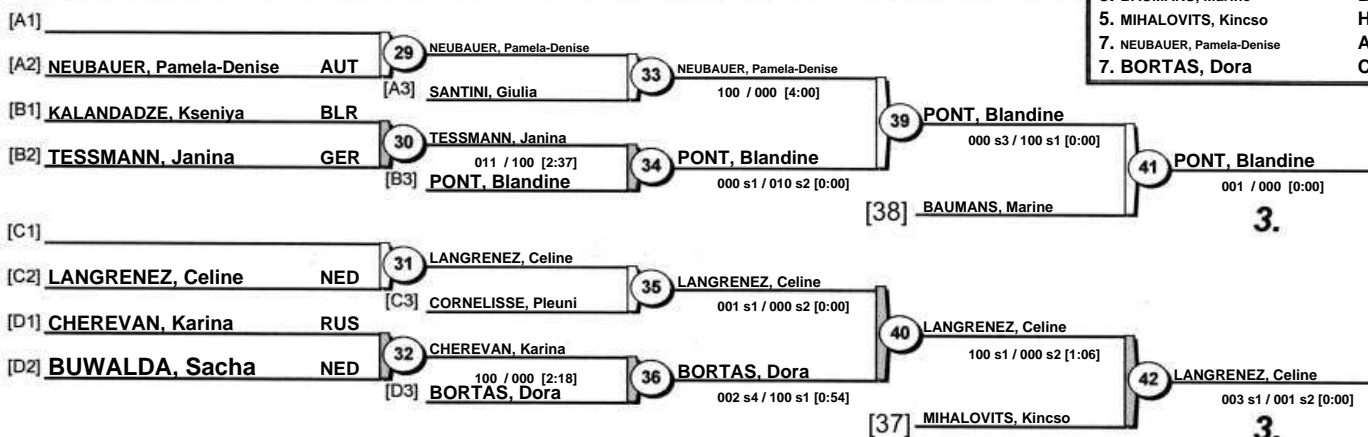 [A1]
[A2] NEUBAUER, Pamela-Denise AUT
29
NEUBAUER, Pamela-Denise
[A3] SANTINI, Giulia
33
NEUBAUER, Pamela-Denise
100 / 000 [4:00]
[B1] KALANDADZE, Kseniya BLR
[B2] TESSMANN, Janina GER
30
TESSMANN, Janina
011 / 100 [2:37]
[B3] PONT, Blandine
34
PONT, Blandine
000 s1 / 010 s2 [0:00]
39
PONT, Blandine
000 s3 / 100 s1 [0:00]
[38] BAUMANS, Marine
41
PONT, Blandine
001 / 000 [0:00]
3.
[C1]
[C2] LANGRENEZ, Celine NED
31
LANGRENEZ, Celine
[C3] CORNELISSE, Pleuni
35
LANGRENEZ, Celine
001 s1 / 000 s2 [0:00]
[D1] CHEREVAN, Karina RUS
[D2] BUWALDA, Sacha NED
32
CHEREVAN, Karina
100 / 000 [2:18]
[D3] BORTAS, Dora
36
BORTAS, Dora
002 s4 / 100 s1 [0:54]
40
LANGRENEZ, Celine
100 s1 / 000 s2 [1:06]
[37] MIHALOVITS, Kincso
42
LANGRENEZ, Celine
003 s1 / 001 s2 [0:00]
3.
5. MIHALOVITS, Kincso H
7. NEUBAUER, Pamela-Denise A
7. BORTAS, Dora C